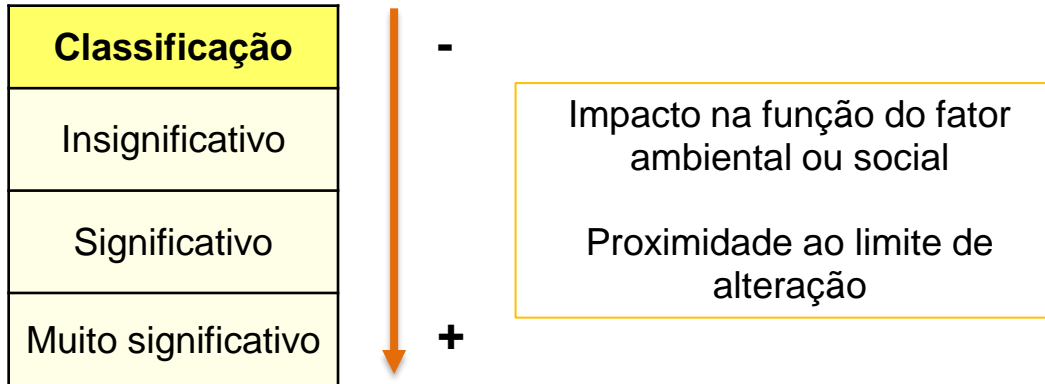 Classificação
Insignificativo
Significativo
Muito significativo
-
+
Impacto na função do fator
ambiental ou social
Proximidade ao limite de
alteração